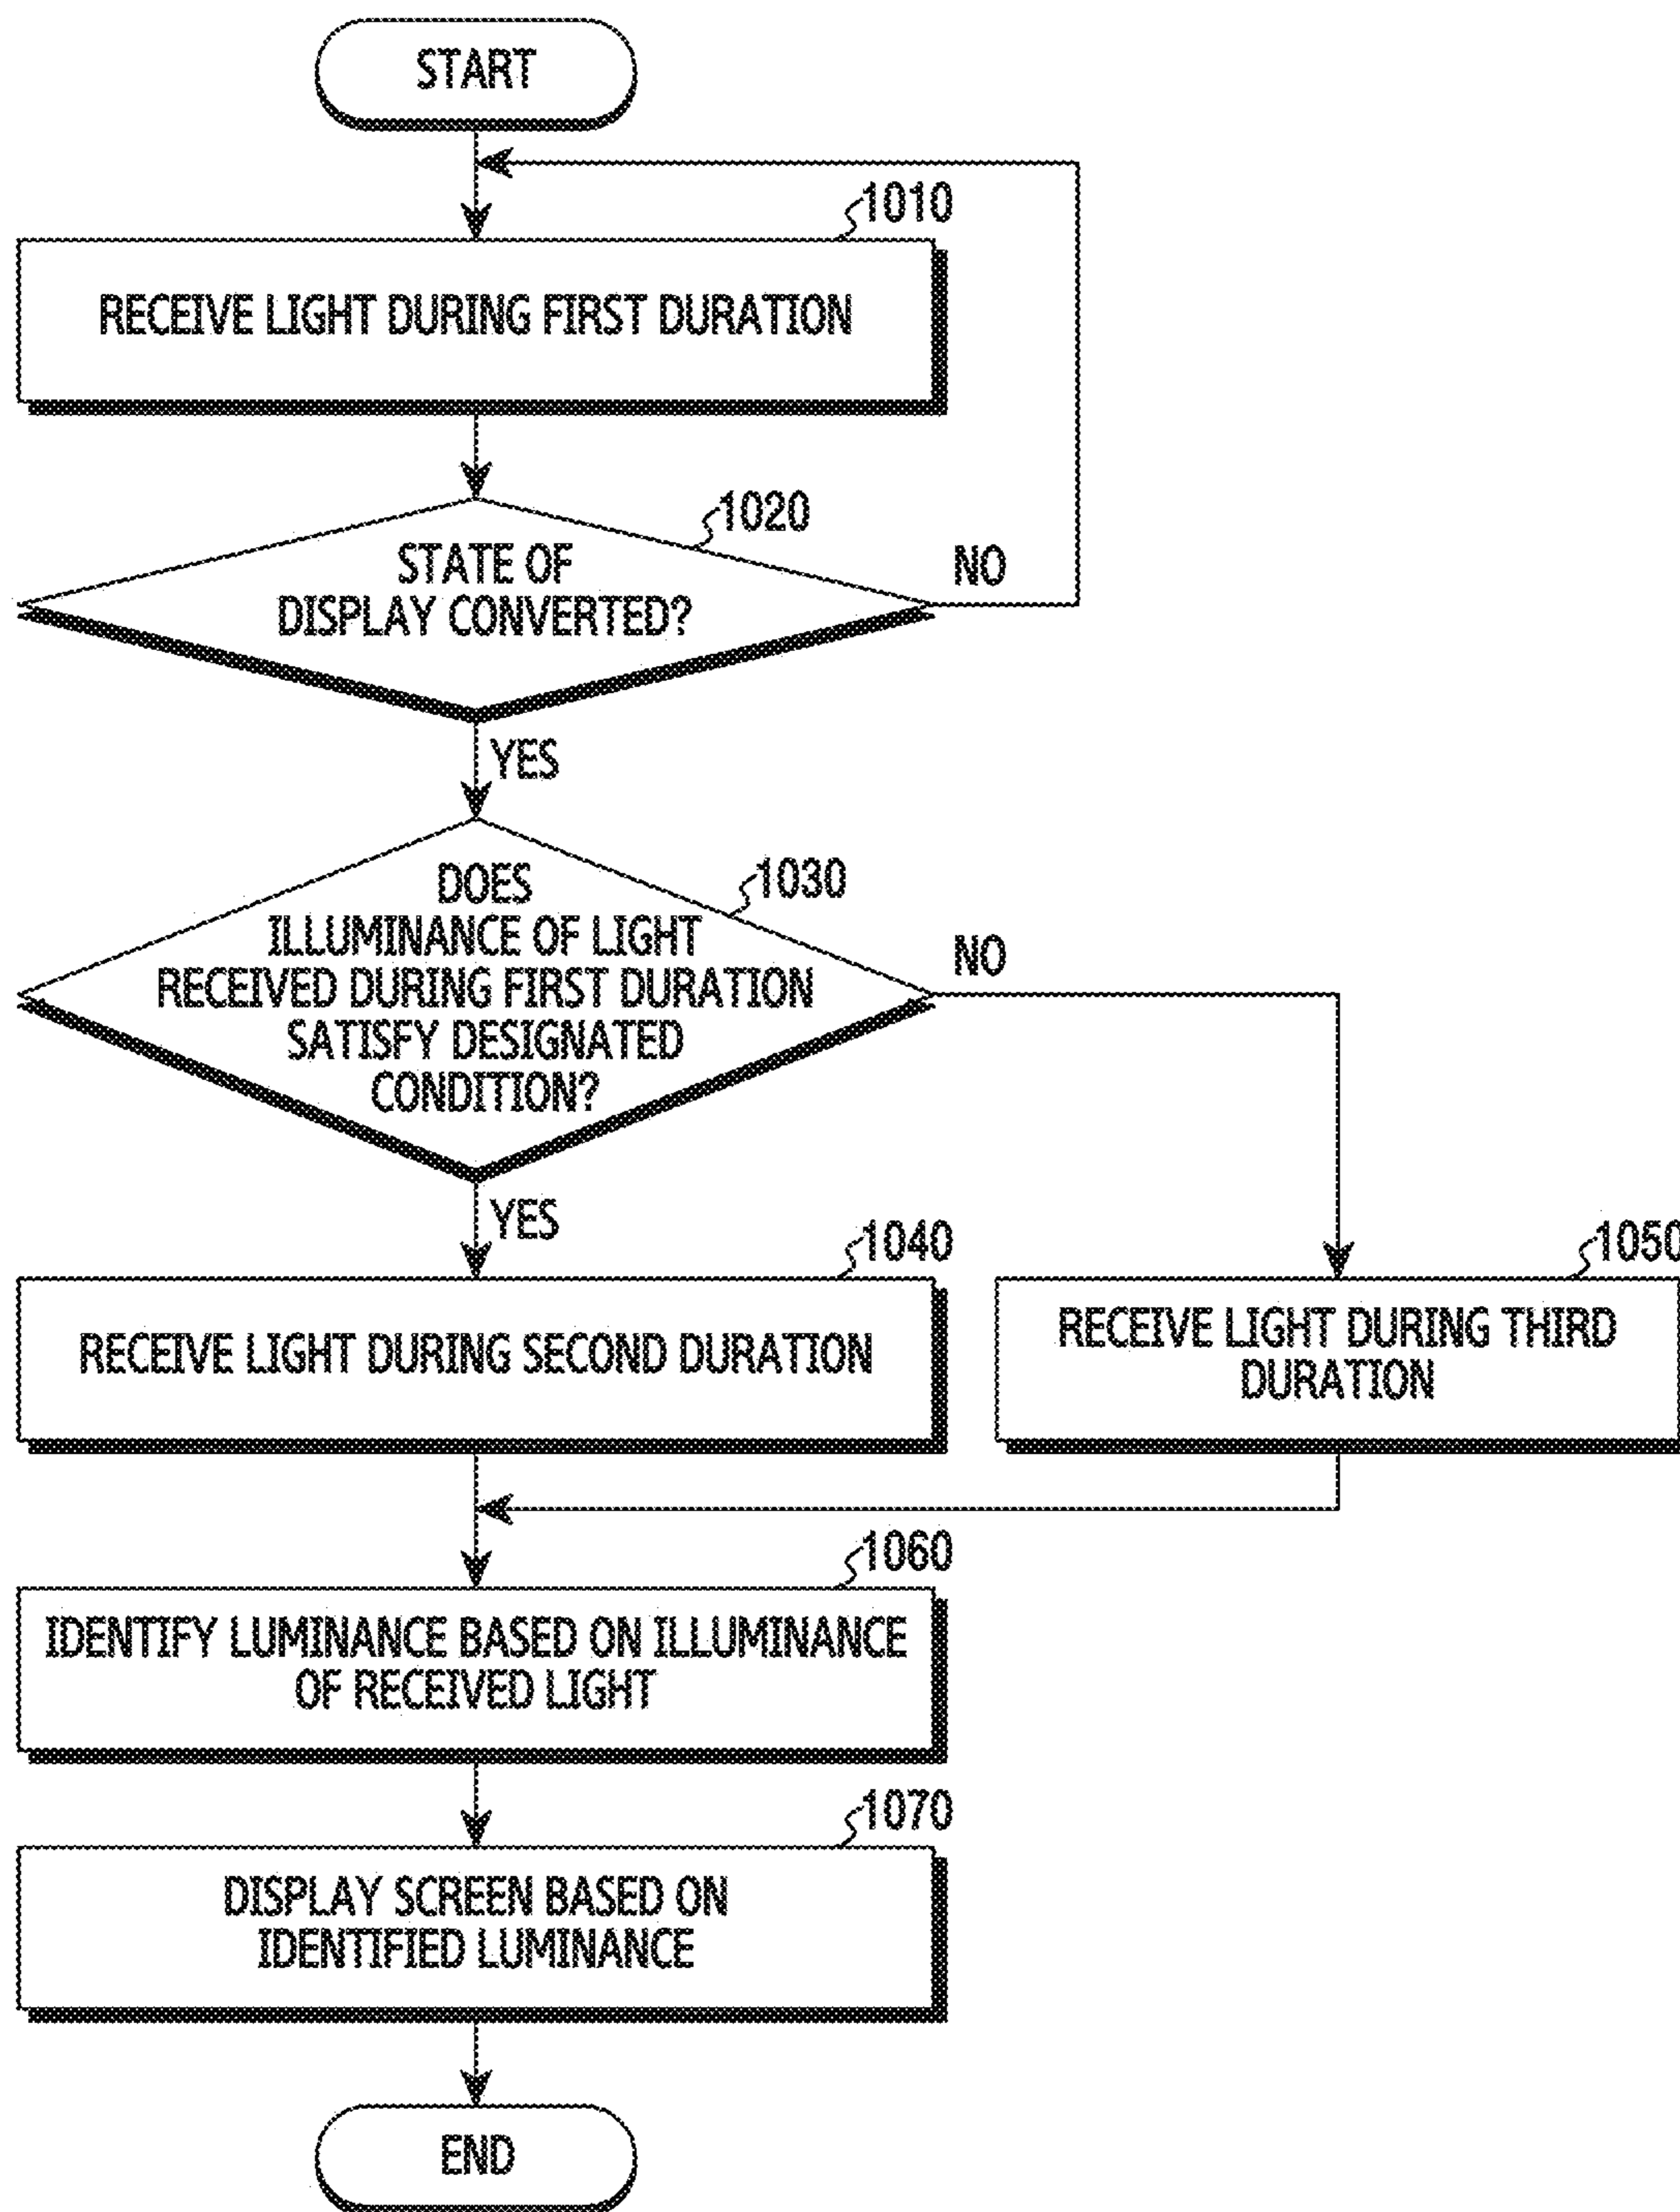 START
1010
RECEIVE LIGHT DURING FIRST DURATION
1020
STATE OF
DISPLAY CONVERTED?
NO
YES
1030
DOES
ILLUMINANCE OF LIGHT
RECEIVED DURING FIRST DURATION
SATISFY DESIGNATED
CONDITION?
NO
YES
1040
RECEIVE LIGHT DURING SECOND DURATION
1050
RECEIVE LIGHT DURING THIRD
DURATION
1060
IDENTIFY LUMINANCE BASED ON ILLUMINANCE
OF RECEIVED LIGHT
1070
DISPLAY SCREEN BASED ON
IDENTIFIED LUMINANCE
END